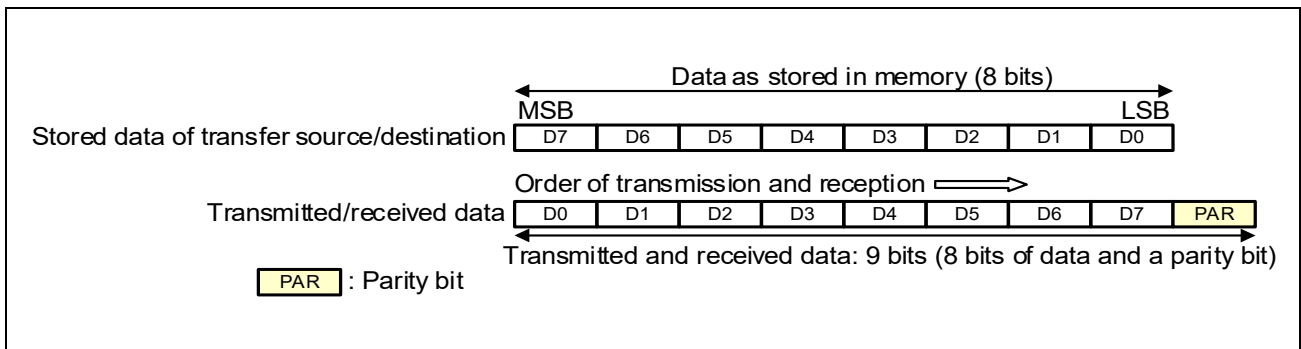 Data as stored in memory (8 bits)
MSB LSB
Stored data of transfer source/destination D7 D6 D5 D4 D3 D2 D1 D0
Order of transmission and reception
Transmitted/received data D0 D1 D2 D3 D4 D5 D6 D7 PAR
Transmitted and received data: 9 bits (8 bits of data and a parity bit)
PAR : Parity bit